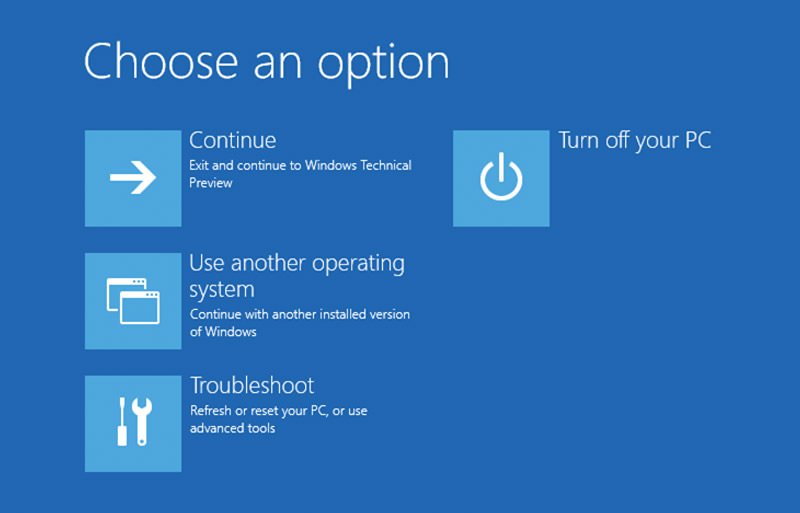 Choose an option
Continue
Exit and continue to Windows Technical
Preview
Turn off your PC
Use another operating
system
Continue with another installed version
of Windows
Troubleshoot
Refresh or reset your PC, or use
advanced tools